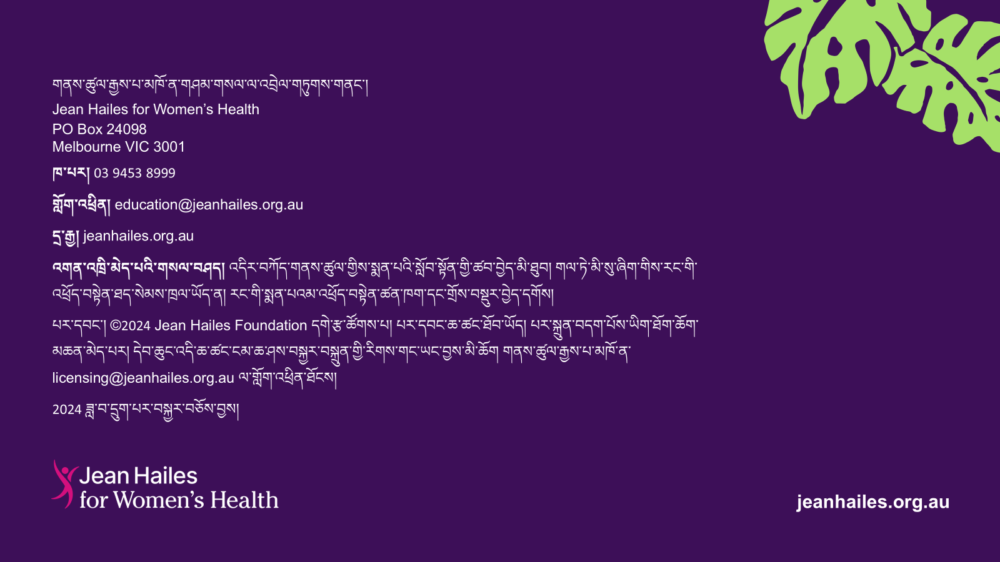 གནས་ཚུལ་རྒྱས་པ་མཁོ་ན་གཤམ་གསལ་ལ་འབྲེལ་གཏུགས་གནང་།
Jean Hailes for Women’s Health
PO Box 24098
Melbourne VIC 3001
ཁ་པར། 03 9453 8999
གློག་འཕྲིན། education@jeanhailes.org.au
དྲ་རྒྱ། jeanhailes.org.au
འགན་འཁྲི་མེད་པའི་གསལ་བཤད། འདིར་བཀོད་གནས་ཚུལ་གྱིས་སྨན་པའི་སློབ་སྟོན་གྱི་ཚབ་བྱེད་མི་ཐུབ། གལ་ཏེ་མི་སུ་ཞིག་གིས་རང་གི་
འཕྲོད་བསྟེན་ཐད་སེམས་ཁྲལ་ཡོད་ན། རང་གི་སྨན་པའམ་འཕྲོད་བསྟེན་ཚན་ཁག་དང་གྲོས་བསྡུར་བྱེད་དགོས།
པར་དབང་། ©2024 Jean Hailes Foundation དགེ་རྩ་ཚོགས་པ། པར་དབང་ཆ་ཚང་ཐོབ་ཡོད། པར་སྐྲུན་བདག་པོས་ཡིག་ཐོག་ཆོག་
མཆན་མེད་པར། དེབ་ཆུང་འདི་ཆ་ཚང་ངམ་ཆ་ཤས་བསྐྱར་བསྐྲུན་གྱི་རིགས་གང་ཡང་བྱས་མི་ཆོག གནས་ཚུལ་རྒྱས་པ་མཁོ་ན་
licensing@jeanhailes.org.au ལ་གློག་འཕྲིན་ཐོངས།
2024 ཟླ་བ་དྲུག་པར་བསྐྱར་བཅོས་བྱས།
Jean Hailes
for Women’s Health
jeanhailes.org.au